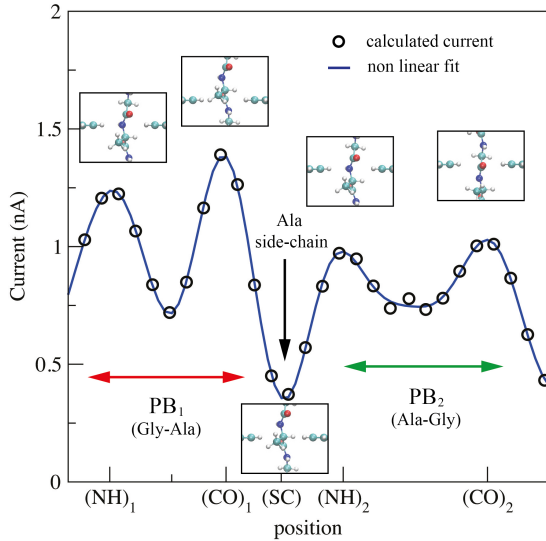 2
1.5
1
0.5
0
Current (nA)
calculated current
non linear fit
Ala
side-chain
PB₁
(Gly-Ala)
PB₂
(Ala-Gly)
(NH)₁ (CO)₁ (SC) (NH)₂ (CO)₂
position